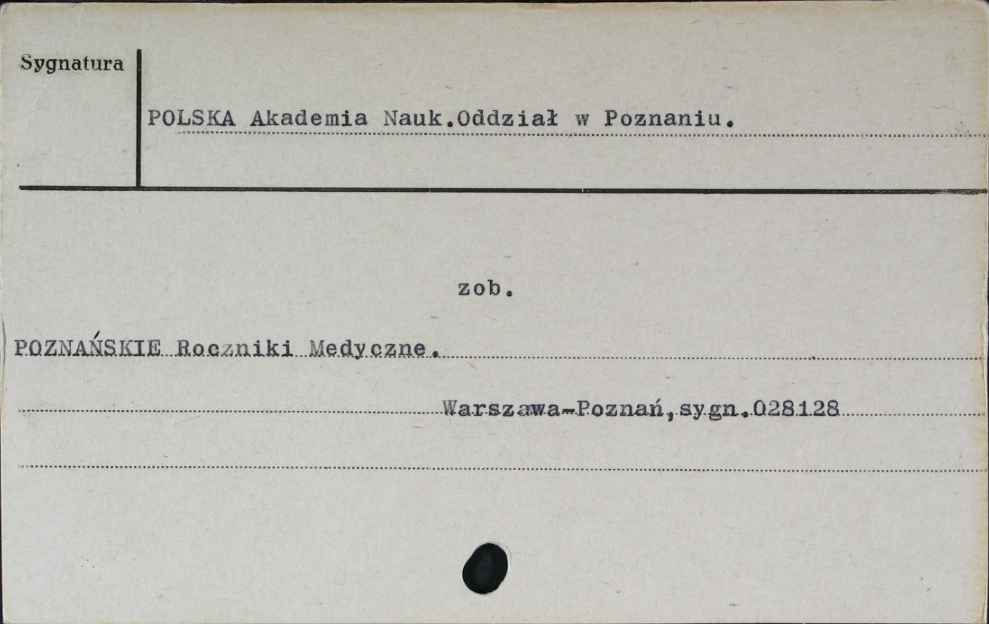 Sygnatura
POLSKA Akademia Nauk.Oddział w Poznaniu.
zob.
POZNAŃSKIE Roczniki Medyczne.
Warszawa-Poznań,sygn.028128